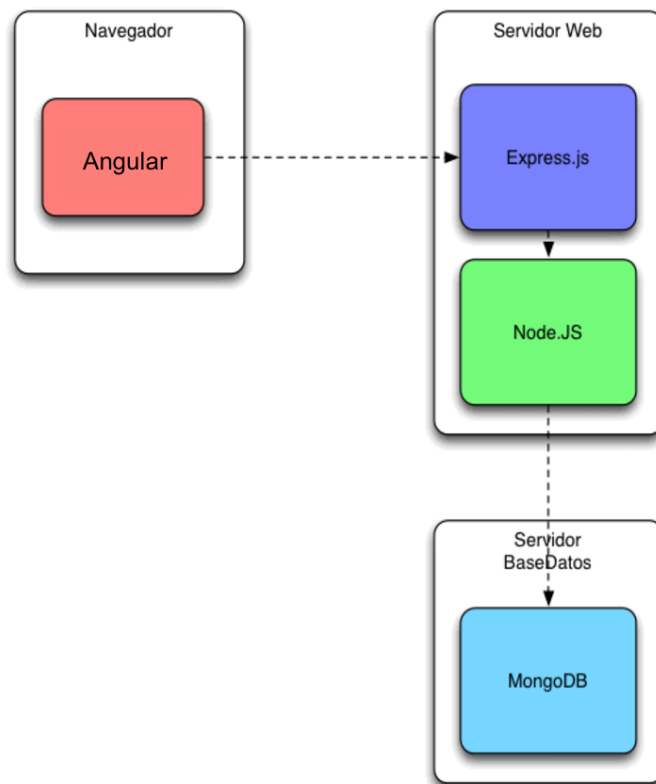 Navegador
Angular
Servidor Web
Express.js
Node.JS
Servidor
BaseDatos
MongoDB